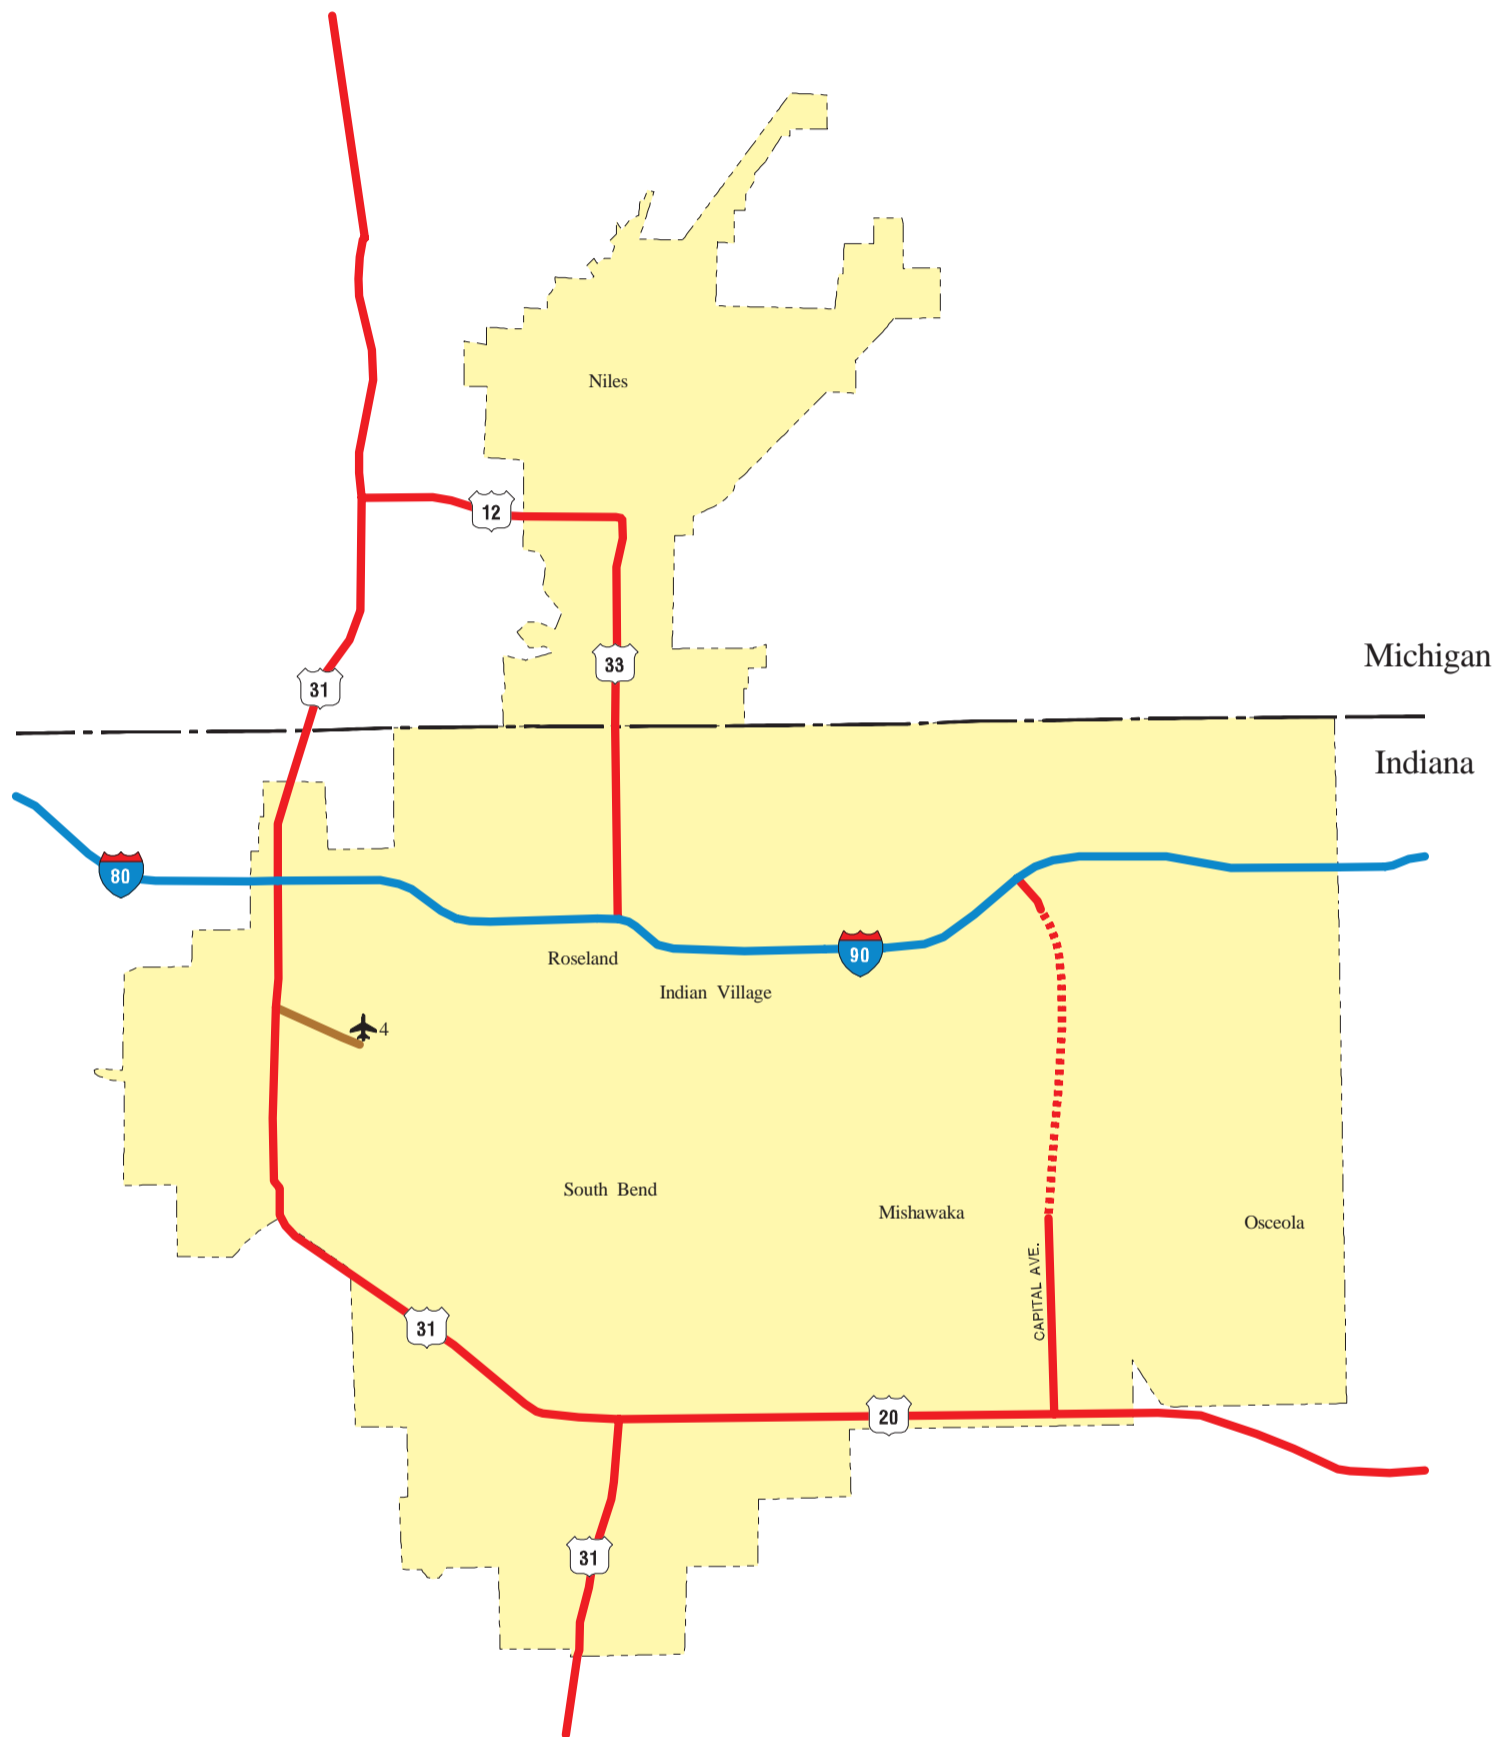 Niles
12
33
Michigan
31
Indiana
80
90
Roseland
Indian Village
4
South Bend
Mishawaka
Osceola
CAPITAL AVE.
31
20
31